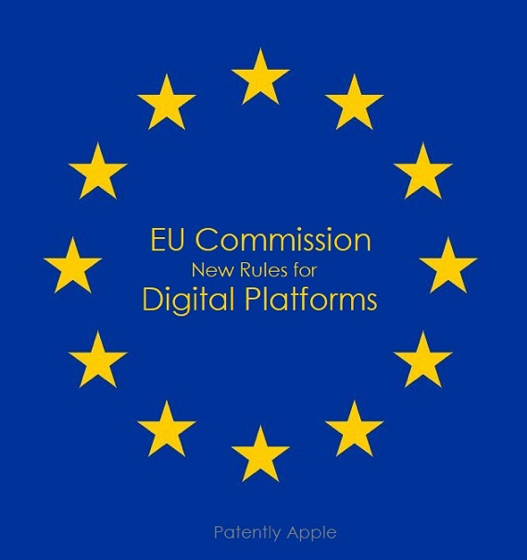 EU Commission
New Rules for
Digital Platforms
Patently Apple